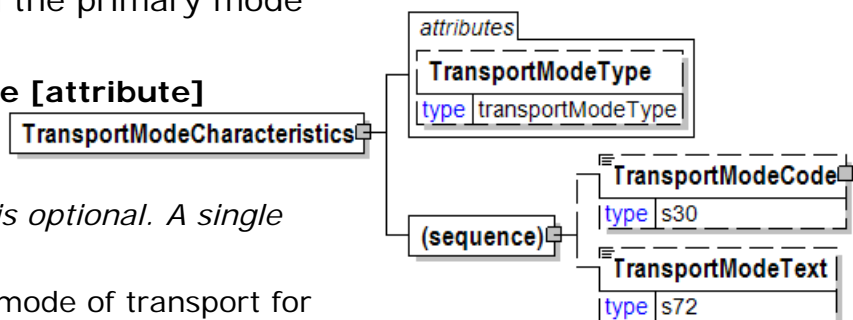 the primary mode
e [attribute]
is optional. A single
mode of transport for
TransportModeCharacteristics
attributes
TransportModeType
type transportModeType
(sequence)
TransportModeCode
type s30
TransportModeText
type s72